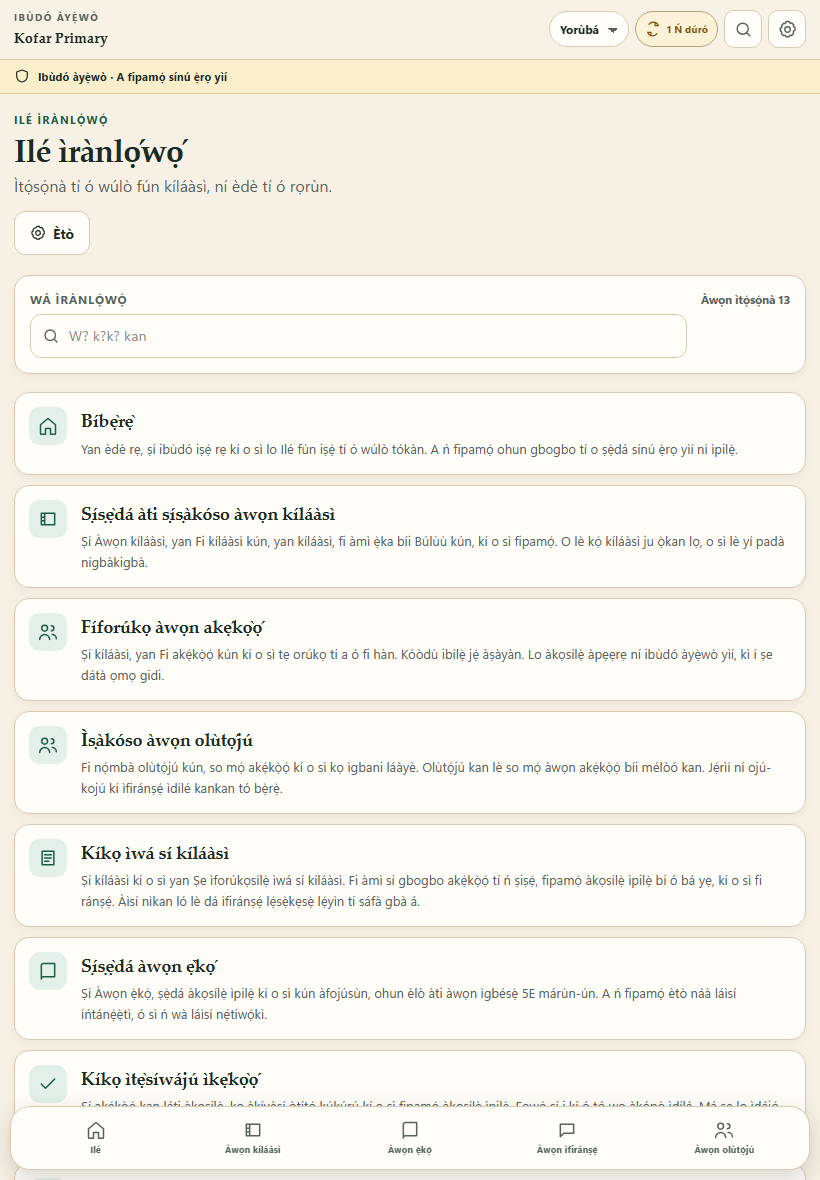 IBÙDÓ ÀYẸ̀WÒ
Kofar Primary
Yorùbá
1 Ń dúró
Ibùdó àyẹ̀wò · A fipamọ́ sínú ẹ̀rọ yìí
ILÉ ÌRÀNLỌ́WỌ́
Ilé ìrànlọ́wọ́
Ìtọ́sọ́nà tí ó wúlò fún kíláàsì, ní èdè tí ó rọrùn.
Ètò
WÁ ÌRÀNLỌ́WỌ́
Àwọn ìtọ́sọ́nà 13
W? k?k? kan
Bíbẹ̀rẹ̀
Yan èdè rẹ, ṣí ibùdó iṣẹ́ rẹ kí o sì lo Ilé fún iṣẹ́ tí ó wúlò tókàn. A ń fipamọ́ ohun gbogbo tí o ṣẹ̀dá sínú ẹ̀rọ yìí ní ìpilẹ̀.
Ṣíṣẹ̀dá àti ṣíṣàkóso àwọn kíláàsì
Ṣí Àwọn kíláàsì, yan Fi kíláàsì kún, yan kíláàsì, fi àmì ẹ̀ka bíi Búlúù kún, kí o sì fipamọ́. O lè kọ́ kíláàsì ju ọ̀kan lọ, o sì lè yí padà
nígbàkigbà.
Fíforúkọ àwọn akẹ́kọ̀ọ́
Ṣí kíláàsì, yan Fi akẹ́kọ̀ọ́ kún kí o sì tẹ orúkọ tí a ó fi hàn. Kóòdù ibílẹ̀ jẹ́ àṣàyàn. Lo àkọsílẹ̀ àpẹẹrẹ ní ibùdó àyẹ̀wò yìí, kì í ṣe
dátà ọmọ gidi.
Ìṣàkóso àwọn olùtọ́jú
Fi nọ́mbà olùtọ́jú kún, so mọ́ akẹ́kọ̀ọ́ kí o sì kọ ìgbanì láàyè. Olùtọ́jú kan lè so mọ́ àwọn akẹ́kọ̀ọ́ bíi mélòó kan. Jẹ́rìí ní ojú-
kojú kí ìfiránṣẹ́ ìdílé kankan tó bẹ̀rẹ̀.
Kíkọ ìwá sí kíláàsì
Ṣí kíláàsì kí o sì yan Ṣe ìforúkọsílẹ̀ ìwá sí kíláàsì. Fi àmì sí gbogbo akẹ́kọ̀ọ́ tí ń ṣiṣẹ́, fipamọ́ àkọsílẹ̀ ìpilẹ̀ bí ó bá yẹ, kí o sì fi
ránṣẹ́. Àìsí nìkan ló lè dá ìfiránṣẹ́ lẹ́sẹ̀kẹsẹ̀ lẹ́yìn tí sáfà gbà á.
Ṣíṣẹ̀dá àwọn ẹ̀kọ́
Ṣí Àwọn ẹ̀kọ́, ṣẹ̀dá àkọsílẹ̀ ìpilẹ̀ kí o sì kún àfojúsùn, ohun èlò àti àwọn ìgbésẹ̀ 5E márùn-ún. A ń fipamọ́ ètò náà láìsí
íńtánẹ́ẹ̀tì, ó sì ń wà láìsí nẹ́tíwọ́kì.
Kíkọ ìtẹ̀síwájú ìkẹ́kọ̀ọ́
Ilé
Àwọn kíláàsì
Àwọn ẹ̀kọ́
Àwọn ìfiránṣẹ́
Àwọn olùtọ́jú